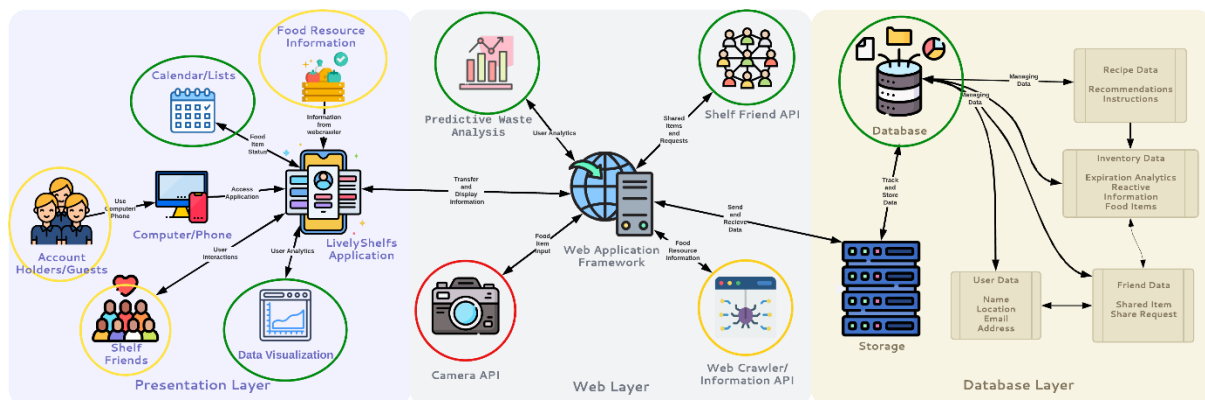 Food Resource
Information
Calendar/Lists
Information
from
webcrawler
Food
Item
Status
Use
Computer/
Phone
Access
Application
Computer/Phone
LivelyShelfs
Application
Account
Holders/Guests
User
Interactions
User Analytics
Shelf
Friends
Data Visualization
Presentation Layer
Predictive Waste
Analysis
User Analytics
Shared
Items
and
Requests
Shelf Friend API
Transfer
and
Display
Information
Web Application
Framework
Send
and
Recieve
Data
Food
Item
Input
Food
Resource
Information
Camera API
Web Crawler/
Information API
Web Layer
Database
Managing
Data
Managing
Data
Track
and
Store
Data
Storage
Recipe Data
Recommendations
Instructions
Inventory Data
Expiration Analytics
Reactive
Information
Food Items
User Data
Name
Location
Email
Address
Friend Data
Shared Item
Share Request
Database Layer